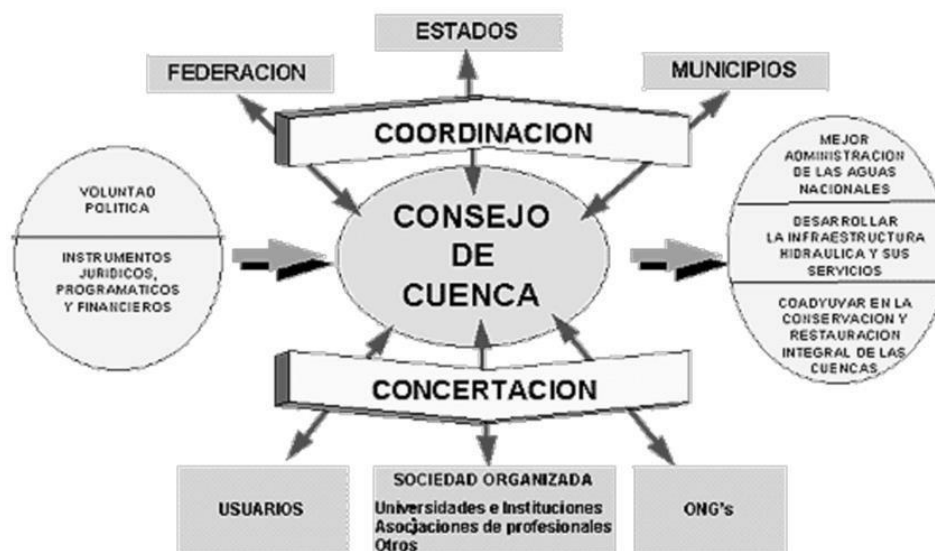 ESTADOS
FEDERACION
MUNICIPIOS
COORDINACION
VOLUNTAD
POLITICA
INSTRUMENTOS
JURIDICOS,
PROGRAMATICOS
Y FINANCIEROS
CONSEJO
DE
CUENCA
MEJOR
ADMINISTRACION
DE LAS AGUAS
NACIONALES
DESARROLLAR
LA INFRAESTRUCTURA
HIDRAULICA Y SUS
SERVICIOS
COADYUVAR EN LA
CONSERVACION Y
RESTAURACION
INTEGRAL DE LAS
CUENCAS
CONCERTACION
USUARIOS
SOCIEDAD ORGANIZADA
Universidades e Instituciones
Asociaciones de profesionales
Otros
ONG's